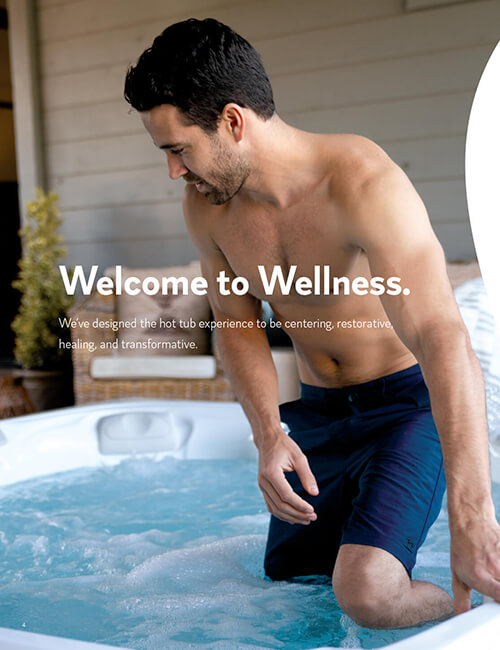 Welcome to Wellness.
We've designed the hot tub experience to be centering, restorative,
healing, and transformative.